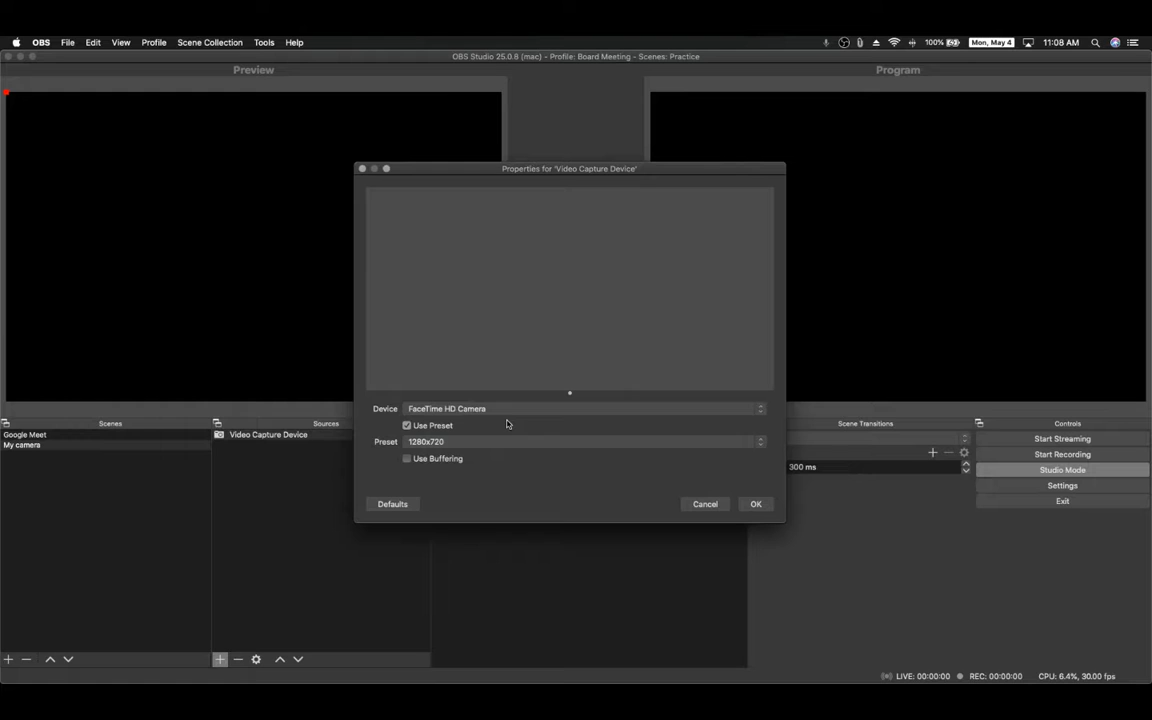 OBS File Edit View Profile Scene Collection Tools Help 100% Mon, May 4 11:08 AM
OBS Studio 25.0.8 (mac) - Profile: Board Meeting - Scenes: Practice
Preview
Program
Properties for 'Video Capture Device'
Device FaceTime HD Camera
Use Preset
Preset 1280x720
Use Buffering
Defaults Cancel OK
Scenes
Google Meet
My camera
Sources
Video Capture Device
Scene Transitions
300 ms
Controls
Start Streaming
Start Recording
Studio Mode
Settings
Exit
LIVE: 00:00:00 REC: 00:00:00 CPU: 6.4%, 30.00 fps